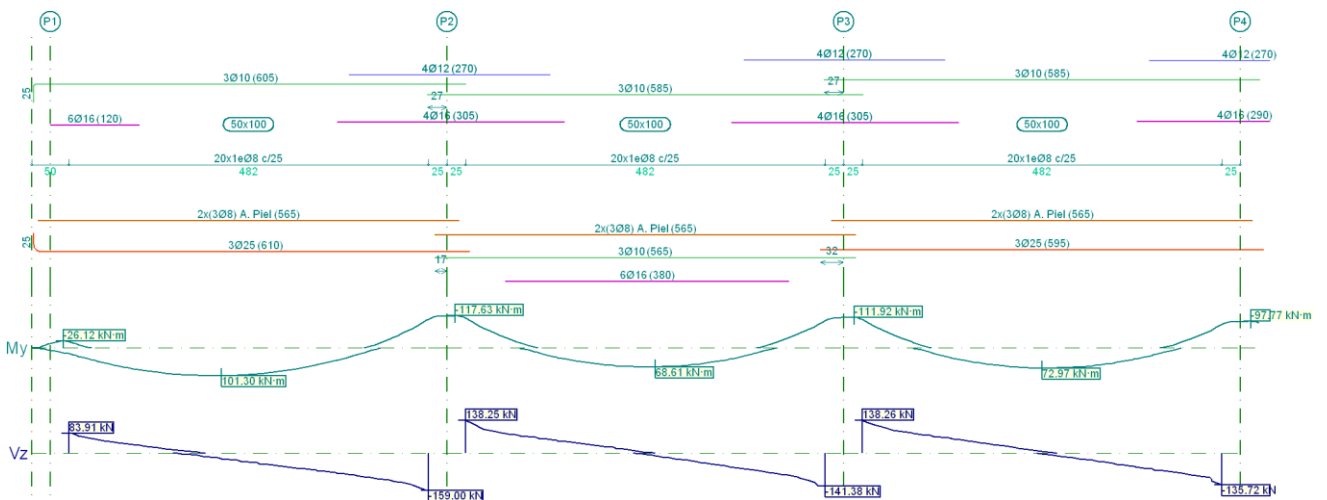 P1 P2 P3 P4
4Ø12 (270) 4Ø12 (270)
4Ø12 (270)
3Ø10 (605) 3Ø10 (585)
25 27 3Ø10 (585) 27
6Ø16 (120) 50x100 4Ø16 (305) 50x100 4Ø16 (305) 50x100 4Ø16 (290)
20x1eØ8 c/25 20x1eØ8 c/25 20x1eØ8 c/25
50 482 25 25 482 25 25 482 25
2x(3Ø8) A. Piel (565) 2x(3Ø8) A. Piel (565)
2x(3Ø8) A. Piel (565)
25 3Ø25 (610) 3Ø25 (595)
17 3Ø10 (565) 32
6Ø16 (380)
-117.63 kN·m -111.92 kN·m -97.77 kN·m
-26.12 kN·m
My
101.30 kN·m 68.61 kN·m 72.97 kN·m
138.25 kN 138.26 kN
83.91 kN
Vz
-159.00 kN -141.38 kN -135.72 kN